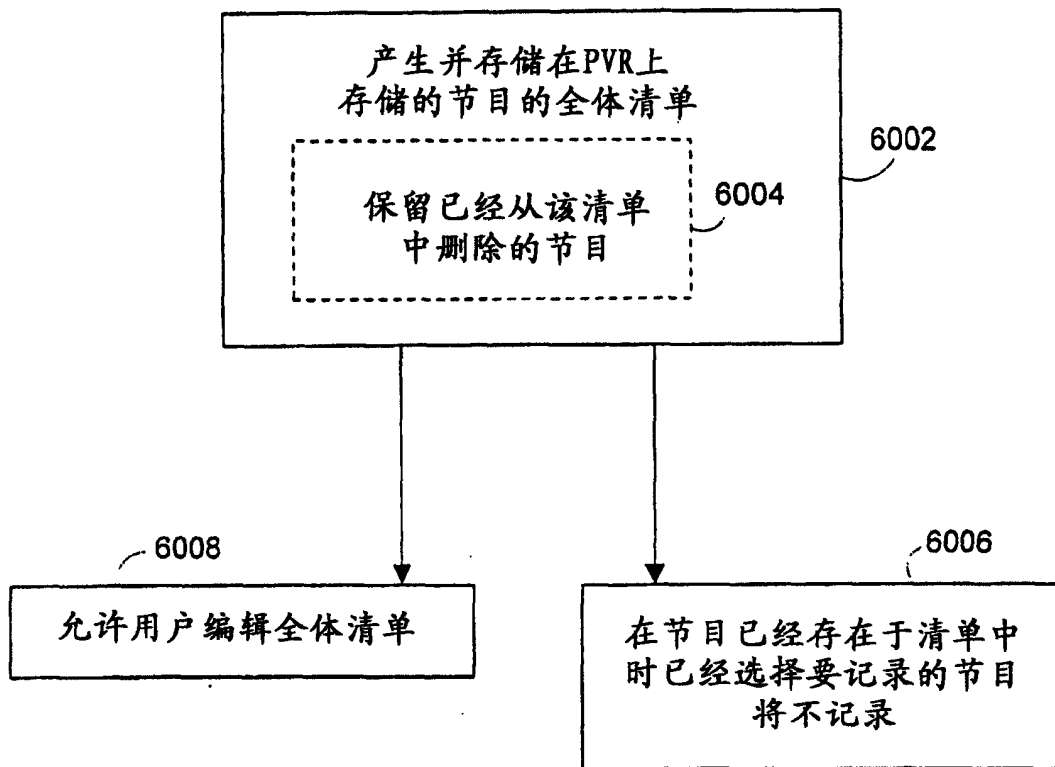 产生并存储在PVR上
存储的节目的全体清单
6002
保留已经从该清单
中删除的节目
6004
6008
允许用户编辑全体清单
6006
在节目已经存在于清单中
时已经选择要记录的节目
将不记录